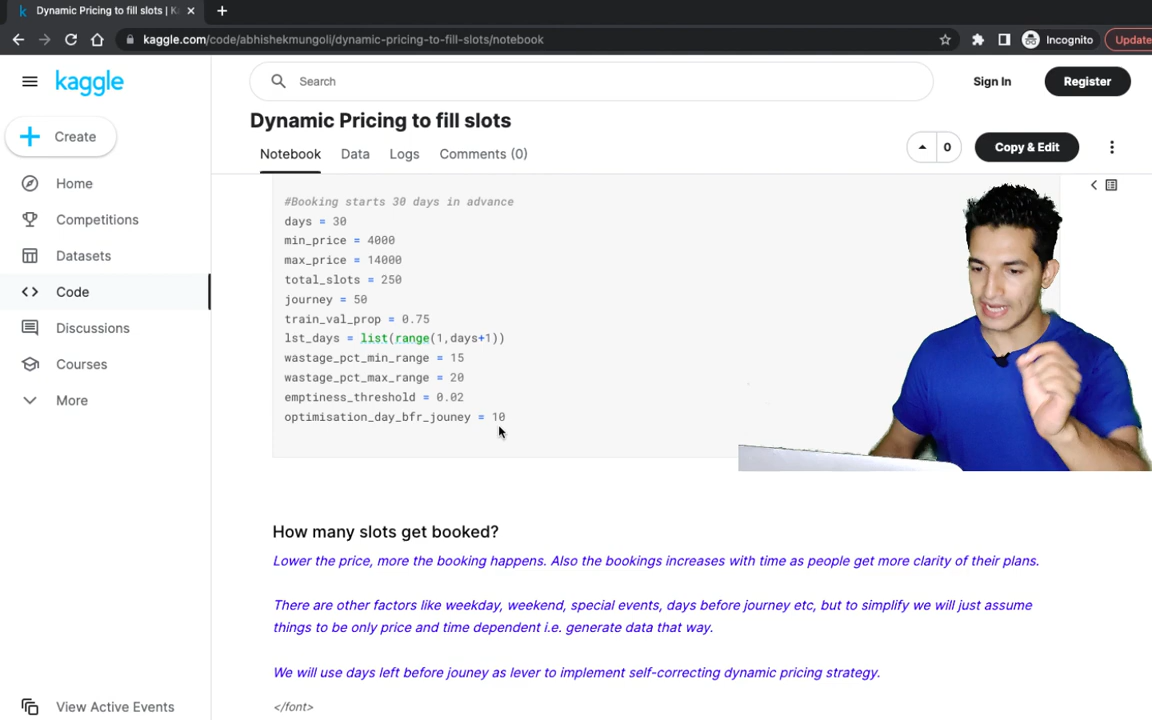 Dynamic Pricing to fill slots | K
kaggle.com/code/abhishekmungoli/dynamic-pricing-to-fill-slots/notebook
Incognito
Update
kaggle
Search
Sign In
Register
Create
Dynamic Pricing to fill slots
0
Copy & Edit
Notebook
Data
Logs
Comments (0)
Home
Competitions
Datasets
Code
Discussions
Courses
More
View Active Events
#Booking starts 30 days in advance
days = 30
min_price = 4000
max_price = 14000
total_slots = 250
journey = 50
train_val_prop = 0.75
lst_days = list(range(1,days+1))
wastage_pct_min_range = 15
wastage_pct_max_range = 20
emptiness_threshold = 0.02
optimisation_day_bfr_jouney = 10
How many slots get booked?
Lower the price, more the booking happens. Also the bookings increases with time as people get more clarity of their plans.
There are other factors like weekday, weekend, special events, days before journey etc, but to simplify we will just assume
things to be only price and time dependent i.e. generate data that way.
We will use days left before jouney as lever to implement self-correcting dynamic pricing strategy.
</font>